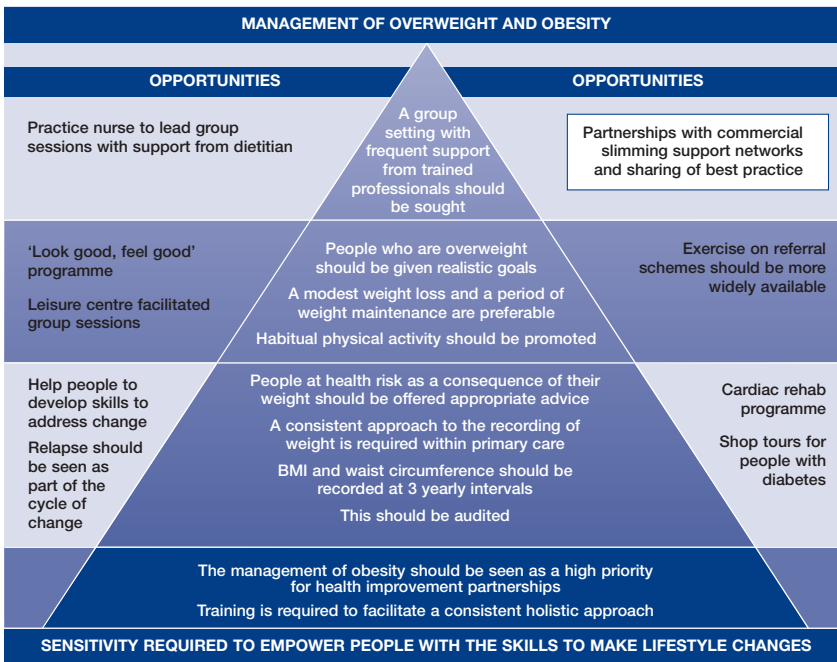 MANAGEMENT OF OVERWEIGHT AND OBESITY
OPPORTUNITIES
OPPORTUNITIES
Practice nurse to lead group
sessions with support from dietitian
A group
setting with
frequent support
from trained
professionals should
be sought
Partnerships with commercial
slimming support networks
and sharing of best practice
‘Look good, feel good’
programme
Leisure centre facilitated
group sessions
People who are overweight
should be given realistic goals
A modest weight loss and a period of
weight maintenance are preferable
Habitual physical activity should be promoted
Exercise on referral
schemes should be more
widely available
Help people to
develop skills to
address change
Relapse should
be seen as
part of the
cycle of
change
People at health risk as a consequence of their
weight should be offered appropriate advice
A consistent approach to the recording of
weight is required within primary care
BMI and waist circumference should be
recorded at 3 yearly intervals
This should be audited
Cardiac rehab
programme
Shop tours for
people with
diabetes
The management of obesity should be seen as a high priority
for health improvement partnerships
Training is required to facilitate a consistent holistic approach
SENSITIVITY REQUIRED TO EMPOWER PEOPLE WITH THE SKILLS TO MAKE LIFESTYLE CHANGES